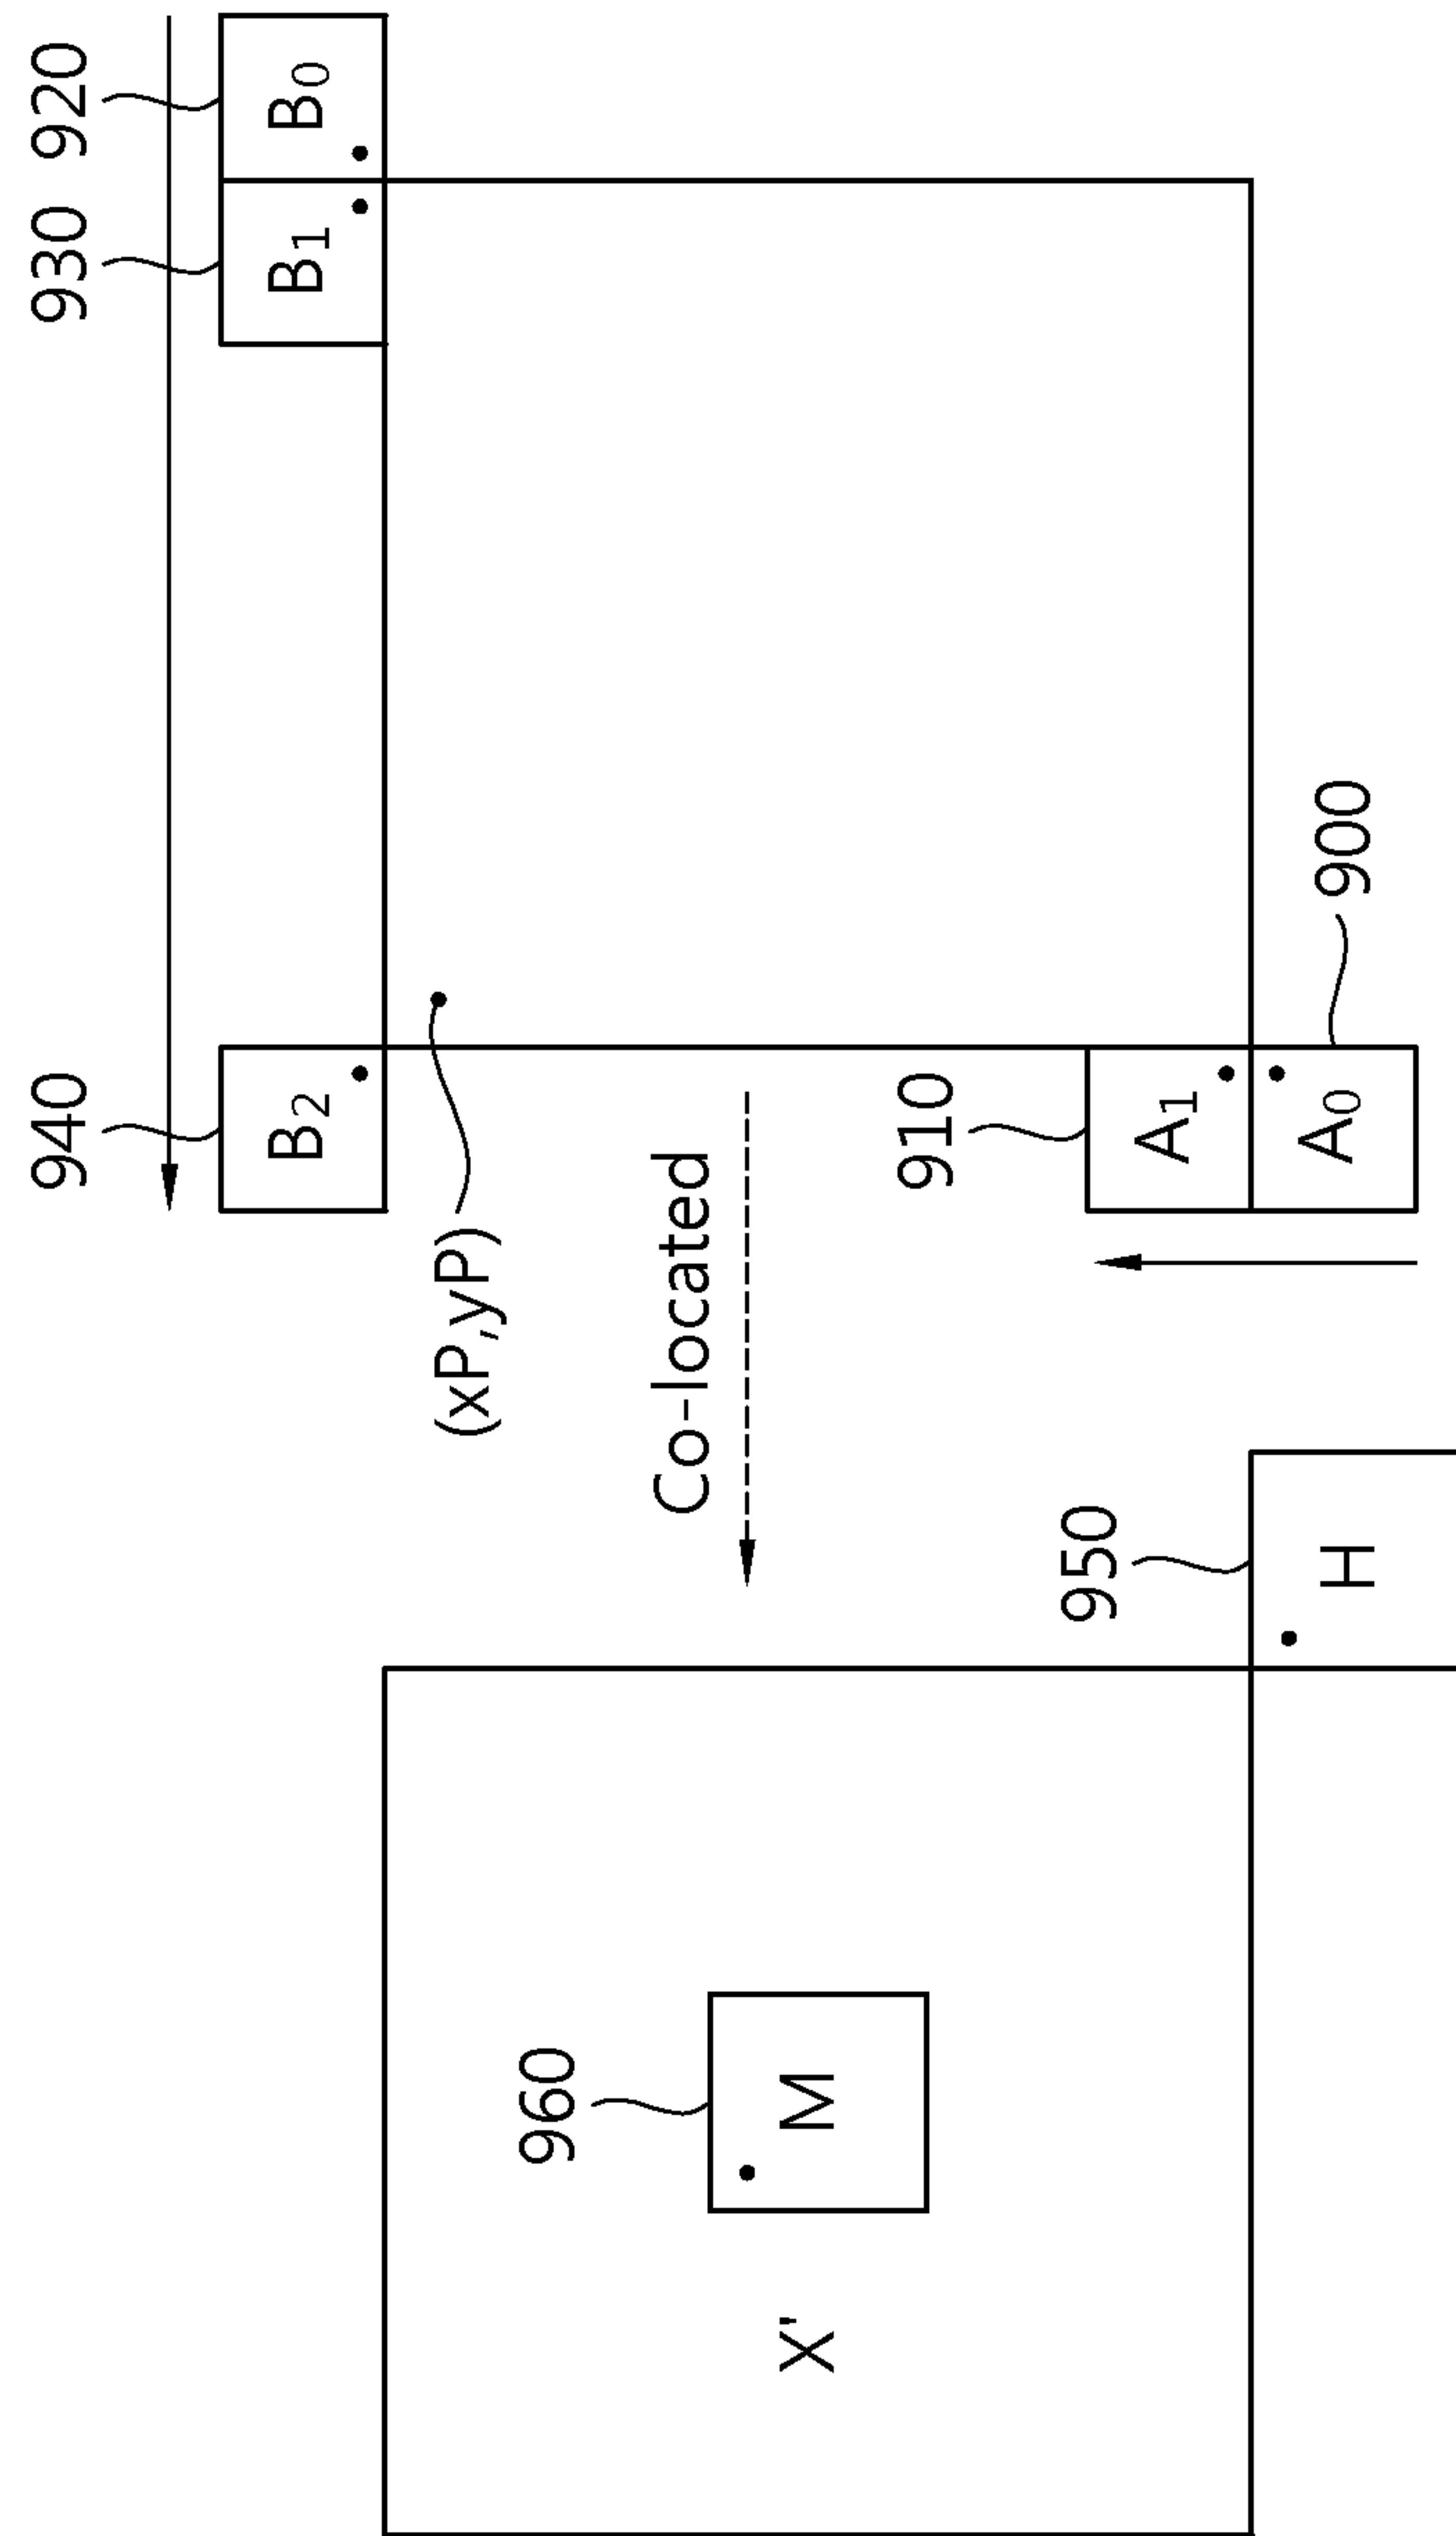 940 930 920
B₂ B₁ B₀
(xP,yP)
960
Co-located
X' M
910
950
A₁
H A₀ 900